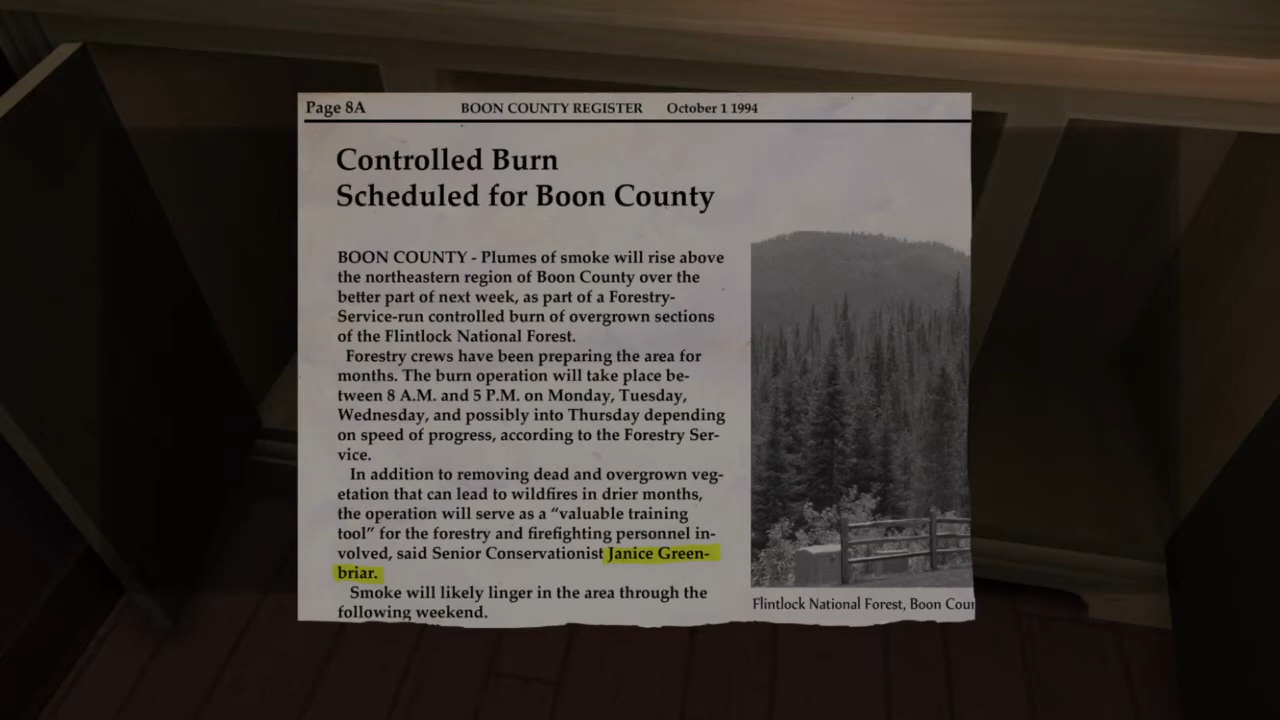 Page 8A BOON COUNTY REGISTER October 1 1994
Controlled Burn
Scheduled for Boon County
BOON COUNTY - Plumes of smoke will rise above
the northeastern region of Boon County over the
better part of next week, as part of a Forestry-
Service-run controlled burn of overgrown sections
of the Flintlock National Forest.
Forestry crews have been preparing the area for
months. The burn operation will take place be-
tween 8 A.M. and 5 P.M. on Monday, Tuesday,
Wednesday, and possibly into Thursday depending
on speed of progress, according to the Forestry Ser-
vice.
In addition to removing dead and overgrown veg-
etation that can lead to wildfires in drier months,
the operation will serve as a “valuable training
tool” for the forestry and firefighting personnel in-
volved, said Senior Conservationist Janice Green-
briar.
Smoke will likely linger in the area through the
following weekend.
Flintlock National Forest, Boon Coun